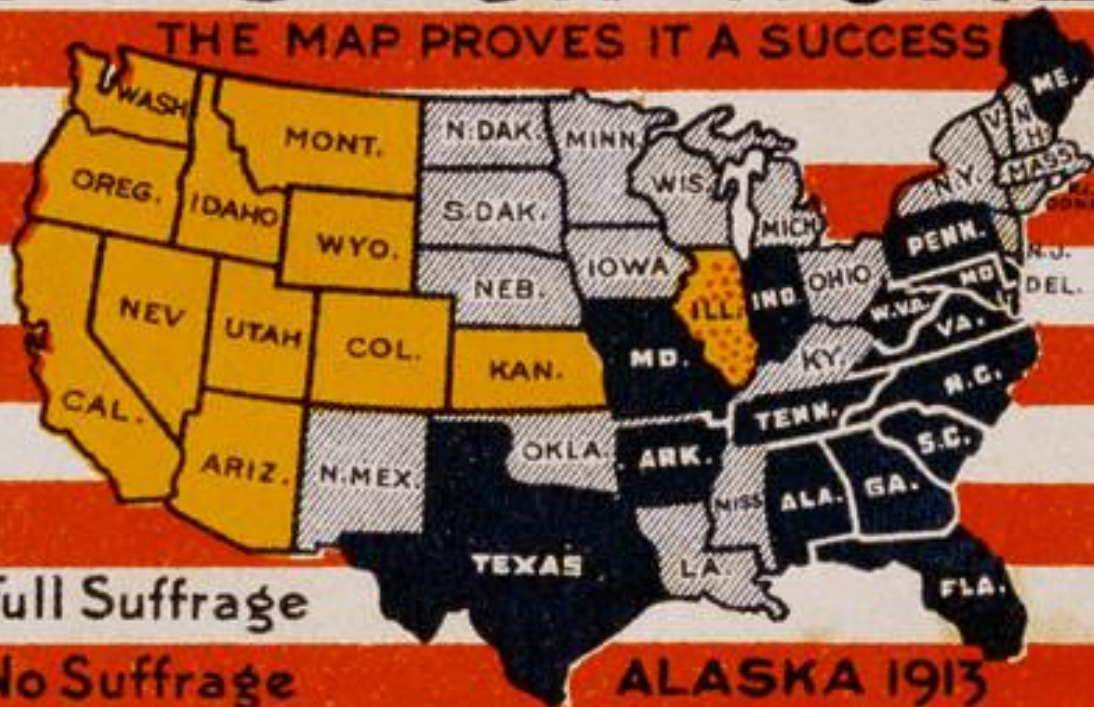 THE MAP PROVES IT A SUCCESS
WASH
MONT.
N.DAK.
MINN.
ME.
V.
N.
H.
OREG.
IDAHO
WYO.
S.DAK.
WIS.
MICH.
N.Y.
MASS.
NEB.
IOWA
PENN.
N.J.
NEV
UTAH
COL.
KAN.
MO.
ILL.
IND.
OHIO
W.VA.
MD
DEL.
VA.
KY.
CAL.
ARIZ.
N.MEX.
OKLA.
ARK.
TENN.
N.C.
S.C.
TEXAS
LA.
MISS
ALA.
GA.
FLA.
ull Suffrage
No Suffrage
ALASKA 1913